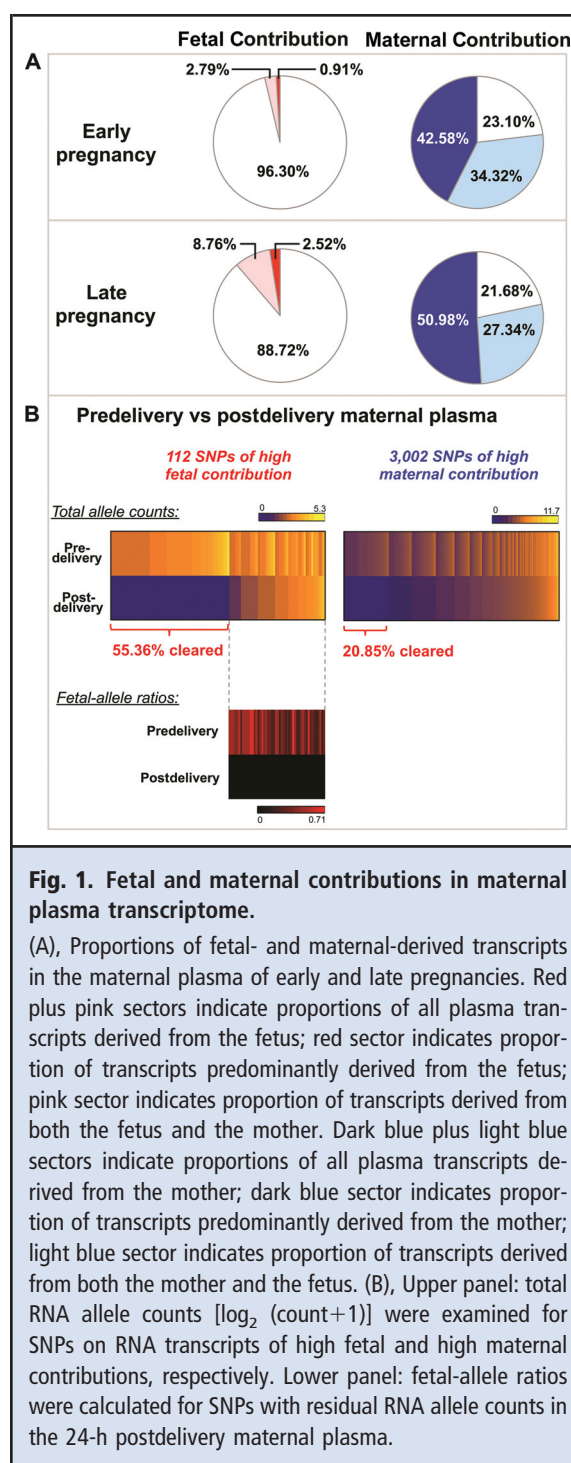 Fetal Contribution Maternal Contribution
A
2.79% 0.91%
Early
pregnancy
96.30%
42.58% 23.10%
34.32%
8.76% 2.52%
Late
pregnancy
88.72%
50.98% 21.68%
27.34%
B Predelivery vs postdelivery maternal plasma
112 SNPs of high
fetal contribution
3,002 SNPs of high
maternal contribution
Total allele counts:
0 5.3
0 11.7
Pre-
delivery
Post-
delivery
55.36% cleared
20.85% cleared
Fetal-allele ratios:
Predelivery
Postdelivery
0 0.71
Fig. 1. Fetal and maternal contributions in maternal
plasma transcriptome.
(A), Proportions of fetal- and maternal-derived transcripts
in the maternal plasma of early and late pregnancies. Red
plus pink sectors indicate proportions of all plasma tran-
scripts derived from the fetus; red sector indicates propor-
tion of transcripts predominantly derived from the fetus;
pink sector indicates proportion of transcripts derived from
both the fetus and the mother. Dark blue plus light blue
sectors indicate proportions of all plasma transcripts de-
rived from the mother; dark blue sector indicates propor-
tion of transcripts predominantly derived from the mother;
light blue sector indicates proportion of transcripts derived
from both the mother and the fetus. (B), Upper panel: total
RNA allele counts [log₂ (count+1)] were examined for
SNPs on RNA transcripts of high fetal and high maternal
contributions, respectively. Lower panel: fetal-allele ratios
were calculated for SNPs with residual RNA allele counts in
the 24-h postdelivery maternal plasma.